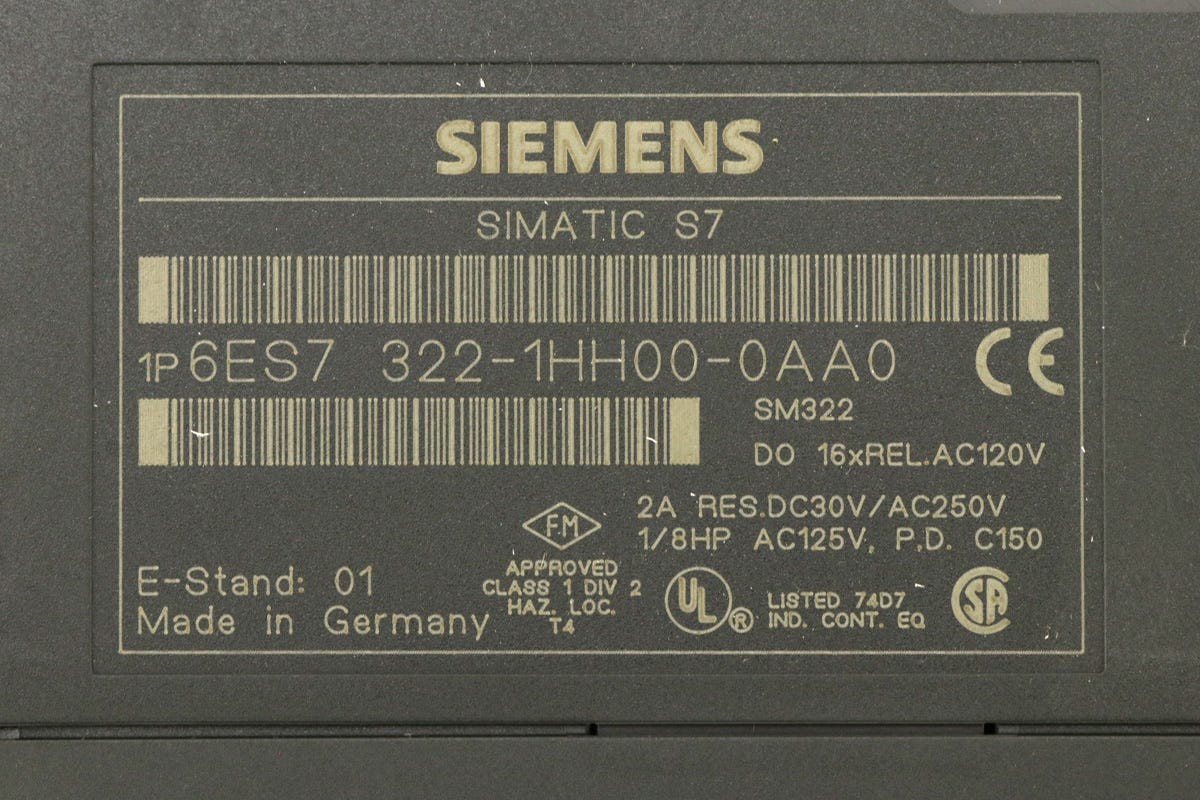 SIEMENS
SIMATIC S7
1P 6ES7 322-1HH00-0AA0
CE
SM322
DO 16xREL.AC120V
2A RES.DC30V/AC250V
1/8HP AC125V, P.D. C150
FM
APPROVED
CLASS 1 DIV 2
HAZ. LOC.
T4
E-Stand: 01
Made in Germany
UL ®
LISTED 74D7
IND. CONT. EQ
SA